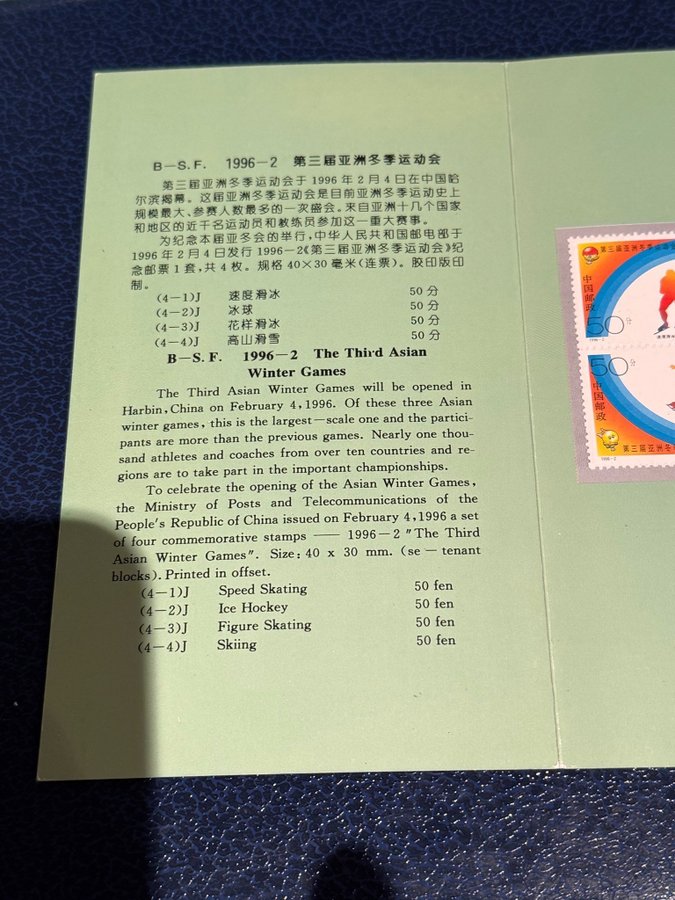 B－S.F. 1996－2 第三届亚洲冬季运动会
第三届亚洲冬季运动会于1996年2月4日在中国哈
尔滨揭幕。这届亚洲冬季运动会是目前亚洲冬季运动史上
规模最大、参赛人数最多的一次盛会。来自亚洲十几个国家
和地区的近千名运动员和教练员参加这一重大赛事。
为纪念本届亚冬会的举行，中华人民共和国邮电部于
1996年2月4日发行1996－2《第三届亚洲冬季运动会》纪
念邮票1套，共4枚。规格40×30毫米(连票)。胶印版印
制。
(4－1)J 速度滑冰 50分
(4－2)J 冰球 50分
(4－3)J 花样滑冰 50分
(4－4)J 高山滑雪 50分
B－S.F. 1996－2 The Third Asian
Winter Games
The Third Asian Winter Games will be opened in
Harbin, China on February 4, 1996. Of these three Asian
winter games, this is the largest－scale one and the partici-
pants are more than the previous games. Nearly one thou-
sand athletes and coaches from over ten countries and re-
gions are to take part in the important championships.
To celebrate the opening of the Asian Winter Games,
the Ministry of Posts and Telecommunications of the
People's Republic of China issued on February 4, 1996 a set
of four commemorative stamps —— 1996－2 "The Third
Asian Winter Games". Size: 40 x 30 mm. (se－tenant
blocks). Printed in offset.
(4－1)J Speed Skating 50 fen
(4－2)J Ice Hockey 50 fen
(4－3)J Figure Skating 50 fen
(4－4)J Skiing 50 fen
第三届亚洲冬季运动
中国邮政
50分
1996-2
50分
中国邮政
第三届亚洲冬
1996-2